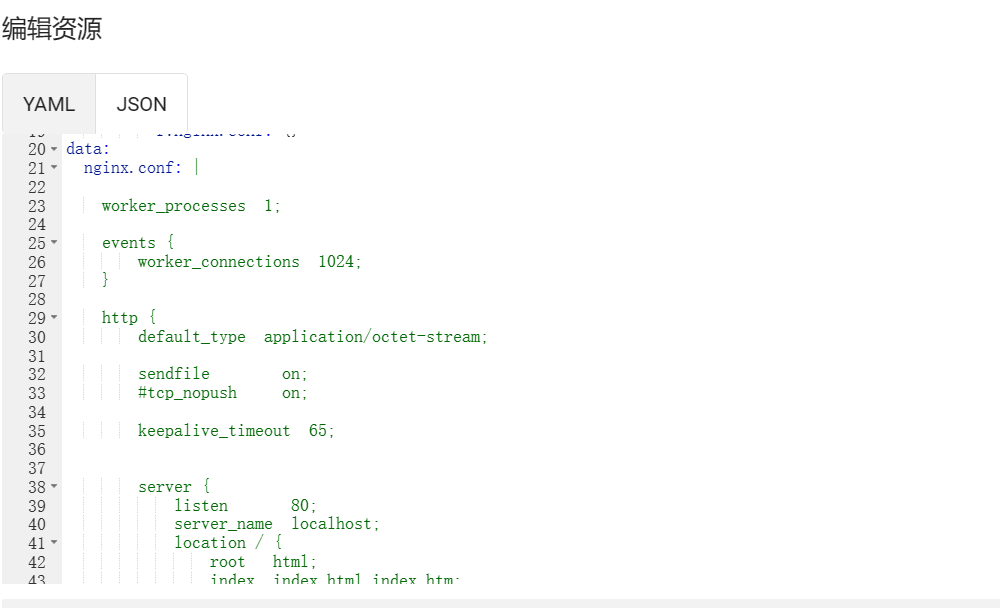 编辑资源
YAML
JSON
20 data:
21 nginx.conf: |
22
23 worker_processes  1;
24
25 events {
26 worker_connections  1024;
27 }
28
29 http {
30 default_type  application/octet-stream;
31
32 sendfile        on;
33 #tcp_nopush     on;
34
35 keepalive_timeout  65;
36
37
38 server {
39 listen       80;
40 server_name  localhost;
41 location / {
42 root   html;
43 index  index.html index.htm;